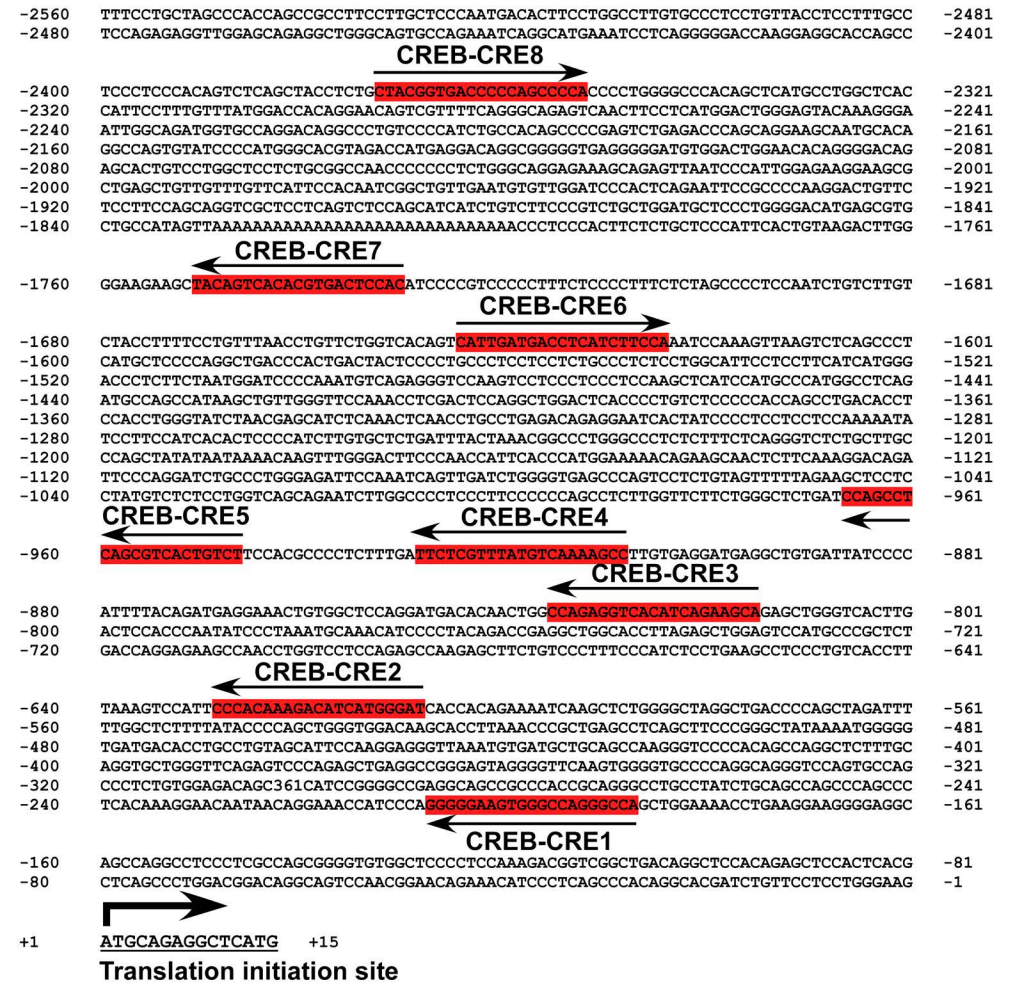 -2560 TTTCCTGCTAGCCCACCAGCCGCCTTCCTTGCTCCCAATGACACTTCCTGGCCTTGTGCCCTCCTGTTACCTCCTTTGCC -2481
-2480 TCCAGAGAGGTTGGAGCAGAGGCTGGGCAGTGCCAGAAATCAGGCATGAAATCCTCAGGGGGACCAAGGAGGCACCAGCC -2401
CREB-CRE8
-2400 TCCCTCCCACAGTCTCAGCTACCTCTGCTACGGTGACCCCCAGCCCCACCCCTGGGGCCCACAGCTCATGCCTGGCTCAC -2321
-2320 CATTCCTTTGTTTATGGACCACAGGAACAGTCGTTTTCAGGGCAGAGTCAACTTCCTCATGGACTGGGAGTACAAAGGGA -2241
-2240 ATTGGCAGATGGTGCCAGGACAGGCCCTGTCCCCATCTGCCACAGCCCCGAGTCTGAGACCCAGCAGGAAGCAATGCACA -2161
-2160 GGCCAGTGTATCCCCATGGGCACGTAGACCATGAGGACAGGCGGGGGTGAGGGGGATGTGGACTGGAACACAGGGGACAG -2081
-2080 AGCACTGTCCTGGCTCCTCTGCGGCCAACCCCCCCTCTGGGCAGGAGAAAGCAGAGTTAATCCCATTGGAGAAGGAAGCG -2001
-2000 CTGAGCTGTTGTTTGTTCATTCCACAATCGGCTGTTGAATGTGTTGGATCCCACTCAGAATTCCGCCCCAAGGACTGTTC -1921
-1920 TCCTTCCAGCAGGTCGCTCCTCAGTCTCCAGCATCATCTGTCTTCCCGTCTGCTGGATGCTCCCTGGGGACATGAGCGTG -1841
-1840 CTGCCATAGTTAAAAAAAAAAAAAAAAAAAAAAAAAAAAAACCCTCCCACTTCTGCTCCCATTCACTGTAAGACTTGG -1761
CREB-CRE7
-1760 GGAAGAAGCTACAGTCACACGTGACTCCACATCCCCGTCCCCCTTTCTCCCCTTTCTCTAGCCCCTCCAATCTGTCTTGT -1681
CREB-CRE6
-1680 CTACCTTTTCCTGTTTAACCTGTTCTGGTCACAGTCATTGATGACCTCATCTTCCAAATCCAAAGTTAAGTCTCAGCCCT -1601
-1600 CATGCTCCCCAGGCTGACCCACTGACTACTCCCCTGCCCTCCTCCTCTGCCCTCTCCTGGCATTCCTCCTTCATCATGGG -1521
-1520 ACCCTCTTCTAATGGATCCCCAAATGTCAGAGGGTCCAAGTCCTCCCTCCCTCCAAGCTCATCCATGCCCATGGCCTCAG -1441
-1440 ATGCCAGCCATAAGCTGTTGGGTTCCAAACCTCGACTCCAGGCTGGACTCACCCCTGTCTCCCCCACCAGCCTGACACCT -1361
-1360 CCACCTGGGTATCTAACGAGCATCTCAAACTCAACCTGCCTGAGACAGAGGAATCACTATCCCCTCCTCCTCCAAAAATA -1281
-1280 TCCTTCCATCACACTCCCCATCTTGTGCTCTGATTTACTAAACGGCCCTGGGCCCTCTCTTTCTCAGGGTCTCTGCTTGC -1201
-1200 CCAGCTATATAATAAAACAAGTTTGGGACTTCCCAACCATTCACCCATGGAAAAACAGAAGCAACTCTTCAAAGGACAGA -1121
-1120 TTCCCAGGATCTGCCCTGGGAGATTCCAAATCAGTTGATCTGGGGTGAGCCCAGTCCTCTGTAGTTTTTAGAAGCTCCTC -1041
-1040 CTATGTCTCTCCTGGTCAGCAGAATCTTGGCCCCTCCCTTCCCCCCAGCCTCTTGGTTCTTCTGGGCTCTGATCCAGCCT -961
CREB-CRE5 CREB-CRE4
-960 CAGCGTCACTGTCTTCCACGCCCCTCTTTGATTCTCGTTTATGTCAAAAGCCTTGTGAGGATGAGGCTGTGATTATCCCC -881
CREB-CRE3
-880 ATTTTACAGATGAGGAAACTGTGGCTCCAGGATGACACAACTGGCCAGAGGTCACATCAGAAGCAGAGCTGGGTCACTTG -801
-800 ACTCCACCCAATATCCCTAAATGCAAACATCCCCTACAGACCGAGGCTGGCACCTTAGAGCTGGAGTCCATGCCCGCTCT -721
-720 GACCAGGAGAAGCCAACCTGGTCCTCCAGAGCCAAGAGCTTCTGTCCCTTTCCCATCTCCTGAAGCCTCCCTGTCACCTT -641
CREB-CRE2
-640 TAAAGTCCATTCCCACAAAGACATCATGGGATCACCACAGAAAATCAAGCTCTGGGGCTAGGCTGACCCCAGCTAGATTT -561
-560 TTGGCTCTTTTATACCCCAGCTGGGTGGACAAGCACCTTAAACCCGCTGAGCCTCAGCTTCCCGGGCTATAAAATGGGGG -481
-480 TGATGACACCTGCCTGTAGCATTCCAAGGAGGGTTAAATGTGATGCTGCAGCCAAGGGTCCCCACAGCCAGGCTCTTTGC -401
-400 AGGTGCTGGGTTCAGAGTCCCAGAGCTGAGGCCGGGAGTAGGGGTTCAAGTGGGGTGCCCCAGGCAGGGTCCAGTGCCAG -321
-320 CCCTCTGTGGAGACAGC361CATCCGGGGCCGAGGCAGCCGCCCACCGCAGGGCCTGCCTATCTGCAGCCAGCCCAGCCC -241
-240 TCACAAAGGAACAATAACAGGAAACCATCCCAGGGGGAAGTGGGCCAGGGCCAGCTGGAAAACCTGAAGGAAGGGGAGGC -161
CREB-CRE1
-160 AGCCAGGCCTCCCTCGCCAGCGGGGTGTGGCTCCCCTCCAAAGACGGTCGGCTGACAGGCTCCACAGAGCTCCACTCACG -81
-80 CTCAGCCCTGGACGGACAGGCAGTCCAACGGAACAGAAACATCCCTCAGCCCACAGGCACGATCTGTTCCTCCTGGGAAG -1
+1 ATGCAGAGGCTCATG +15
Translation initiation site